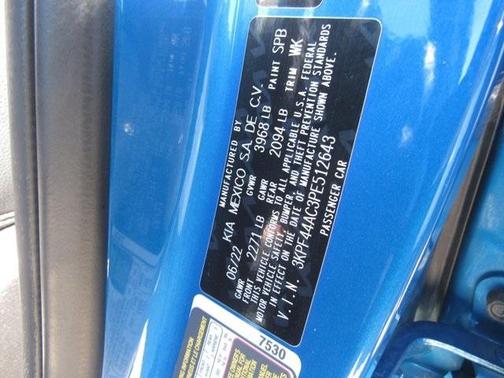 MANUFACTURED BY
06/22 KIA MEXICO S.A. DE C.V.
GVWR 3968 LB PAINT SPB
GAWR FRONT 2271 LB GAWR REAR 2094 LB TRIM WK
THIS VEHICLE CONFORMS TO ALL APPLICABLE U.S.A. FEDERAL
MOTOR VEHICLE SAFETY, BUMPER, AND THEFT PREVENTION STANDARDS
IN EFFECT ON THE DATE OF MANUFACTURE SHOWN ABOVE.
V.I.N. 3KPF44AC3PE512643
PASSENGER CAR
7530